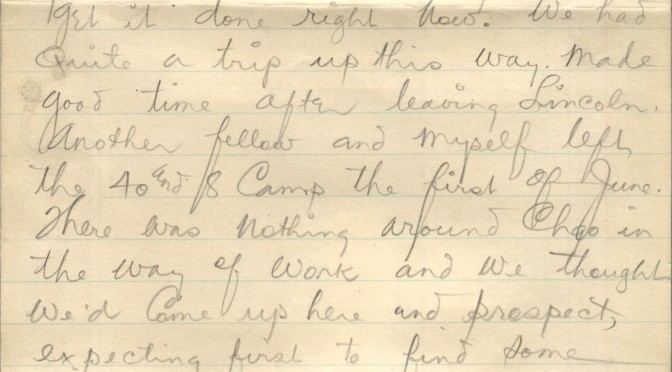 get it done right now. We had
quite a trip up this way. Made
good time after leaving Lincoln.
Another fellow and myself left
the 40 and 8 Camp the first of June.
There was nothing around in
the way of work and we thought
we'd come up here and prospect,
expecting first to find some